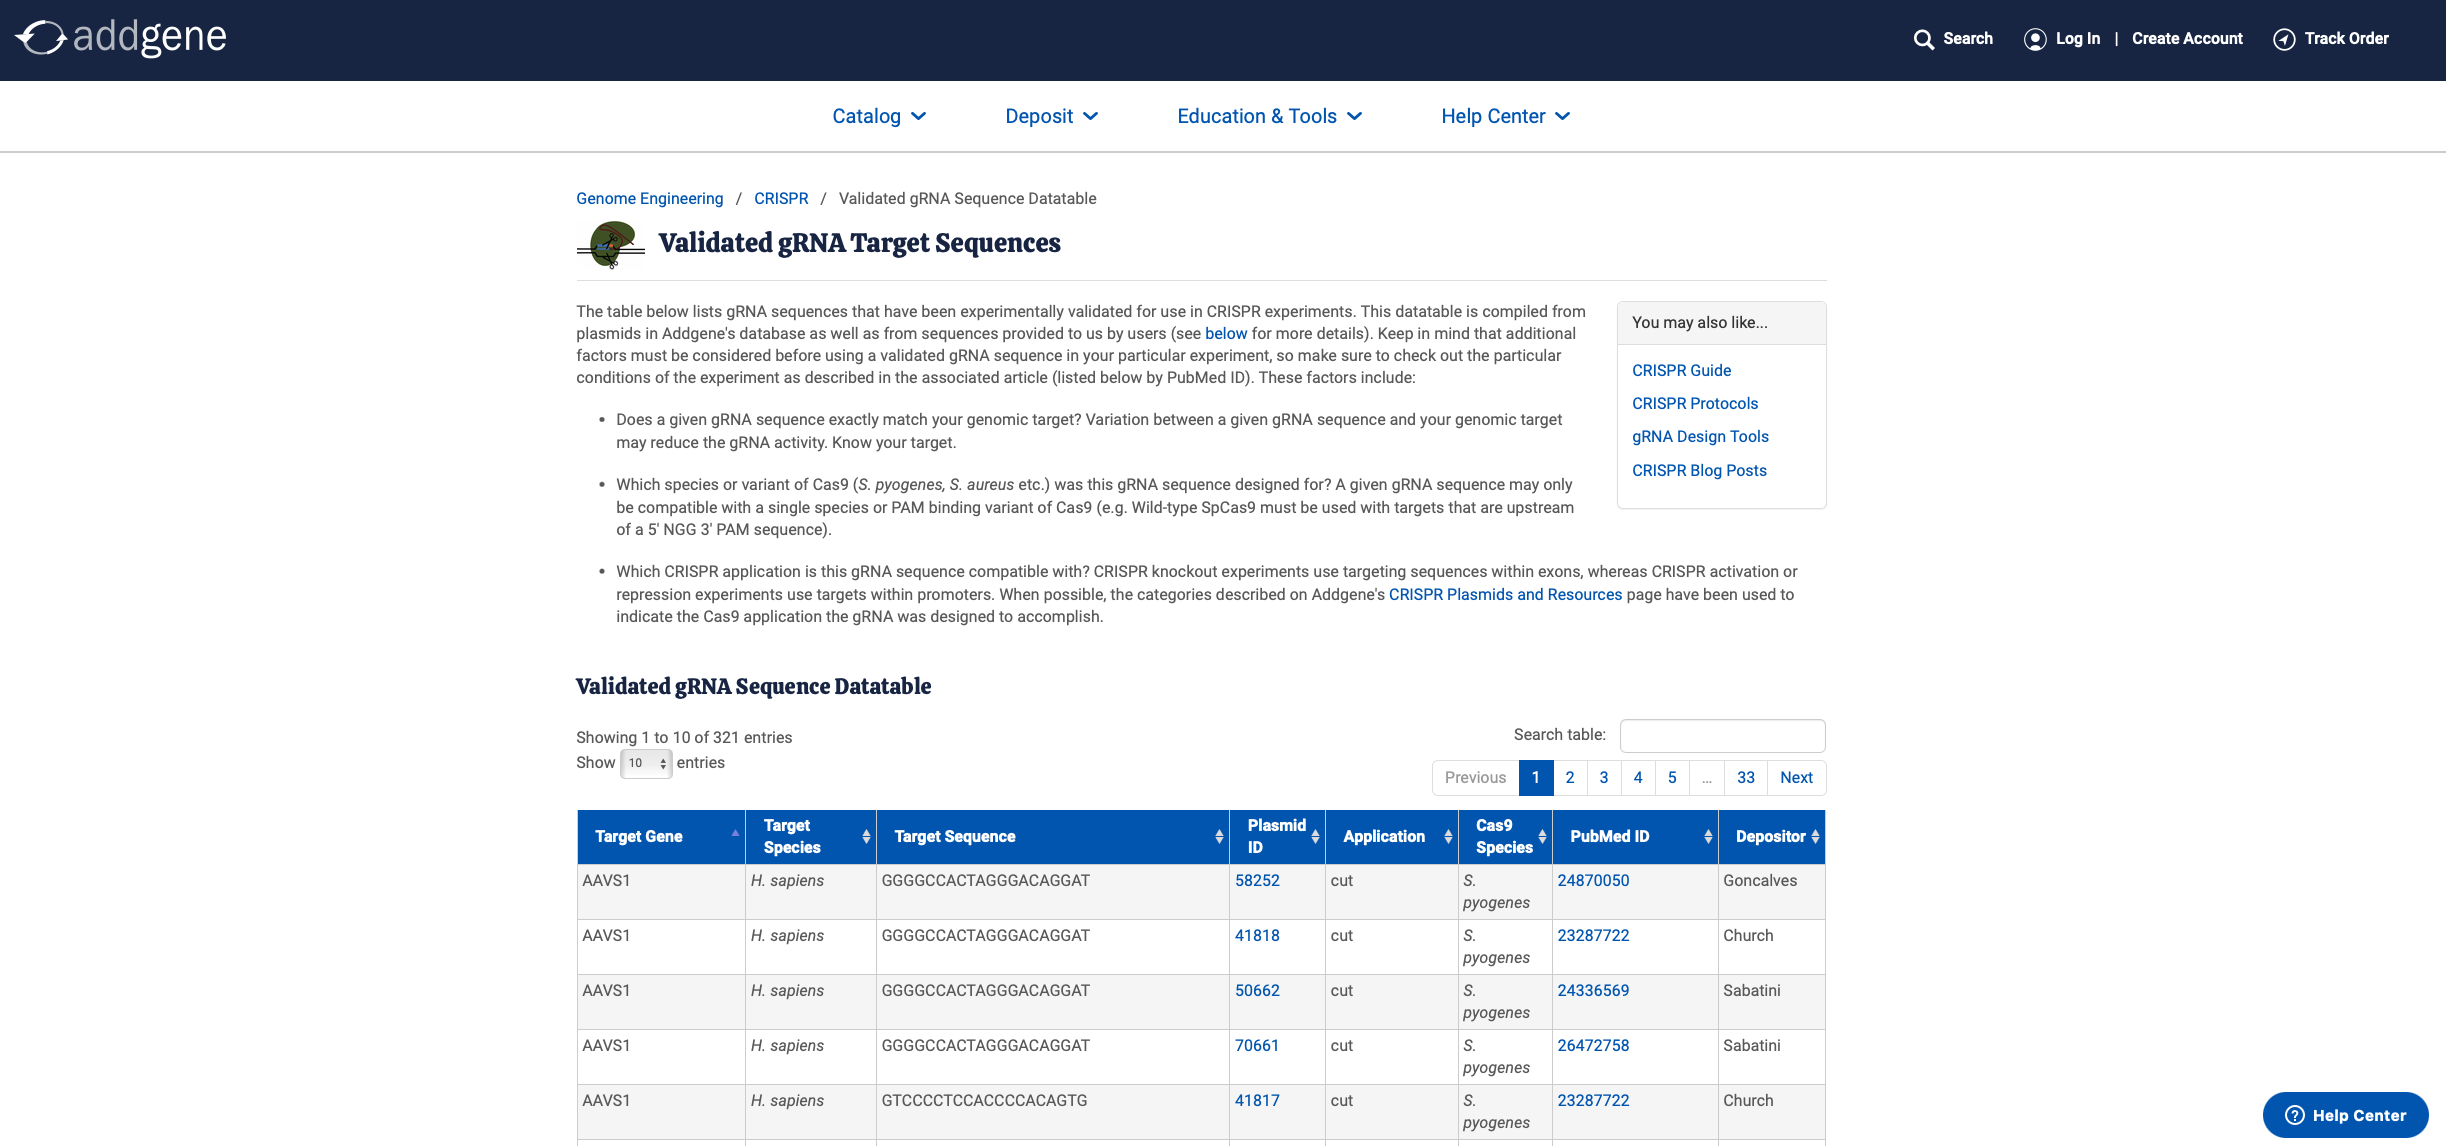 addgene
Search Log In | Create Account Track Order
Catalog Deposit Education & Tools Help Center
Genome Engineering / CRISPR / Validated gRNA Sequence Datatable
Validated gRNA Target Sequences
The table below lists gRNA sequences that have been experimentally validated for use in CRISPR experiments. This datatable is compiled from
plasmids in Addgene's database as well as from sequences provided to us by users (see below for more details). Keep in mind that additional
factors must be considered before using a validated gRNA sequence in your particular experiment, so make sure to check out the particular
conditions of the experiment as described in the associated article (listed below by PubMed ID). These factors include:
• Does a given gRNA sequence exactly match your genomic target? Variation between a given gRNA sequence and your genomic target
may reduce the gRNA activity. Know your target.
• Which species or variant of Cas9 (S. pyogenes, S. aureus etc.) was this gRNA sequence designed for? A given gRNA sequence may only
be compatible with a single species or PAM binding variant of Cas9 (e.g. Wild-type SpCas9 must be used with targets that are upstream
of a 5' NGG 3' PAM sequence).
• Which CRISPR application is this gRNA sequence compatible with? CRISPR knockout experiments use targeting sequences within exons, whereas CRISPR activation or
repression experiments use targets within promoters. When possible, the categories described on Addgene's CRISPR Plasmids and Resources page have been used to
indicate the Cas9 application the gRNA was designed to accomplish.
You may also like...
CRISPR Guide
CRISPR Protocols
gRNA Design Tools
CRISPR Blog Posts
Validated gRNA Sequence Datatable
Showing 1 to 10 of 321 entries
Show 10 entries
Search table:
Previous 1 2 3 4 5 … 33 Next
Target Gene Target Species Target Sequence Plasmid ID Application Cas9 Species PubMed ID Depositor
AAVS1 H. sapiens GGGGCCACTAGGGACAGGAT 58252 cut S. pyogenes 24870050 Goncalves
AAVS1 H. sapiens GGGGCCACTAGGGACAGGAT 41818 cut S. pyogenes 23287722 Church
AAVS1 H. sapiens GGGGCCACTAGGGACAGGAT 50662 cut S. pyogenes 24336569 Sabatini
AAVS1 H. sapiens GGGGCCACTAGGGACAGGAT 70661 cut S. pyogenes 26472758 Sabatini
AAVS1 H. sapiens GTCCCCTCCACCCCACAGTG 41817 cut S. pyogenes 23287722 Church
Help Center